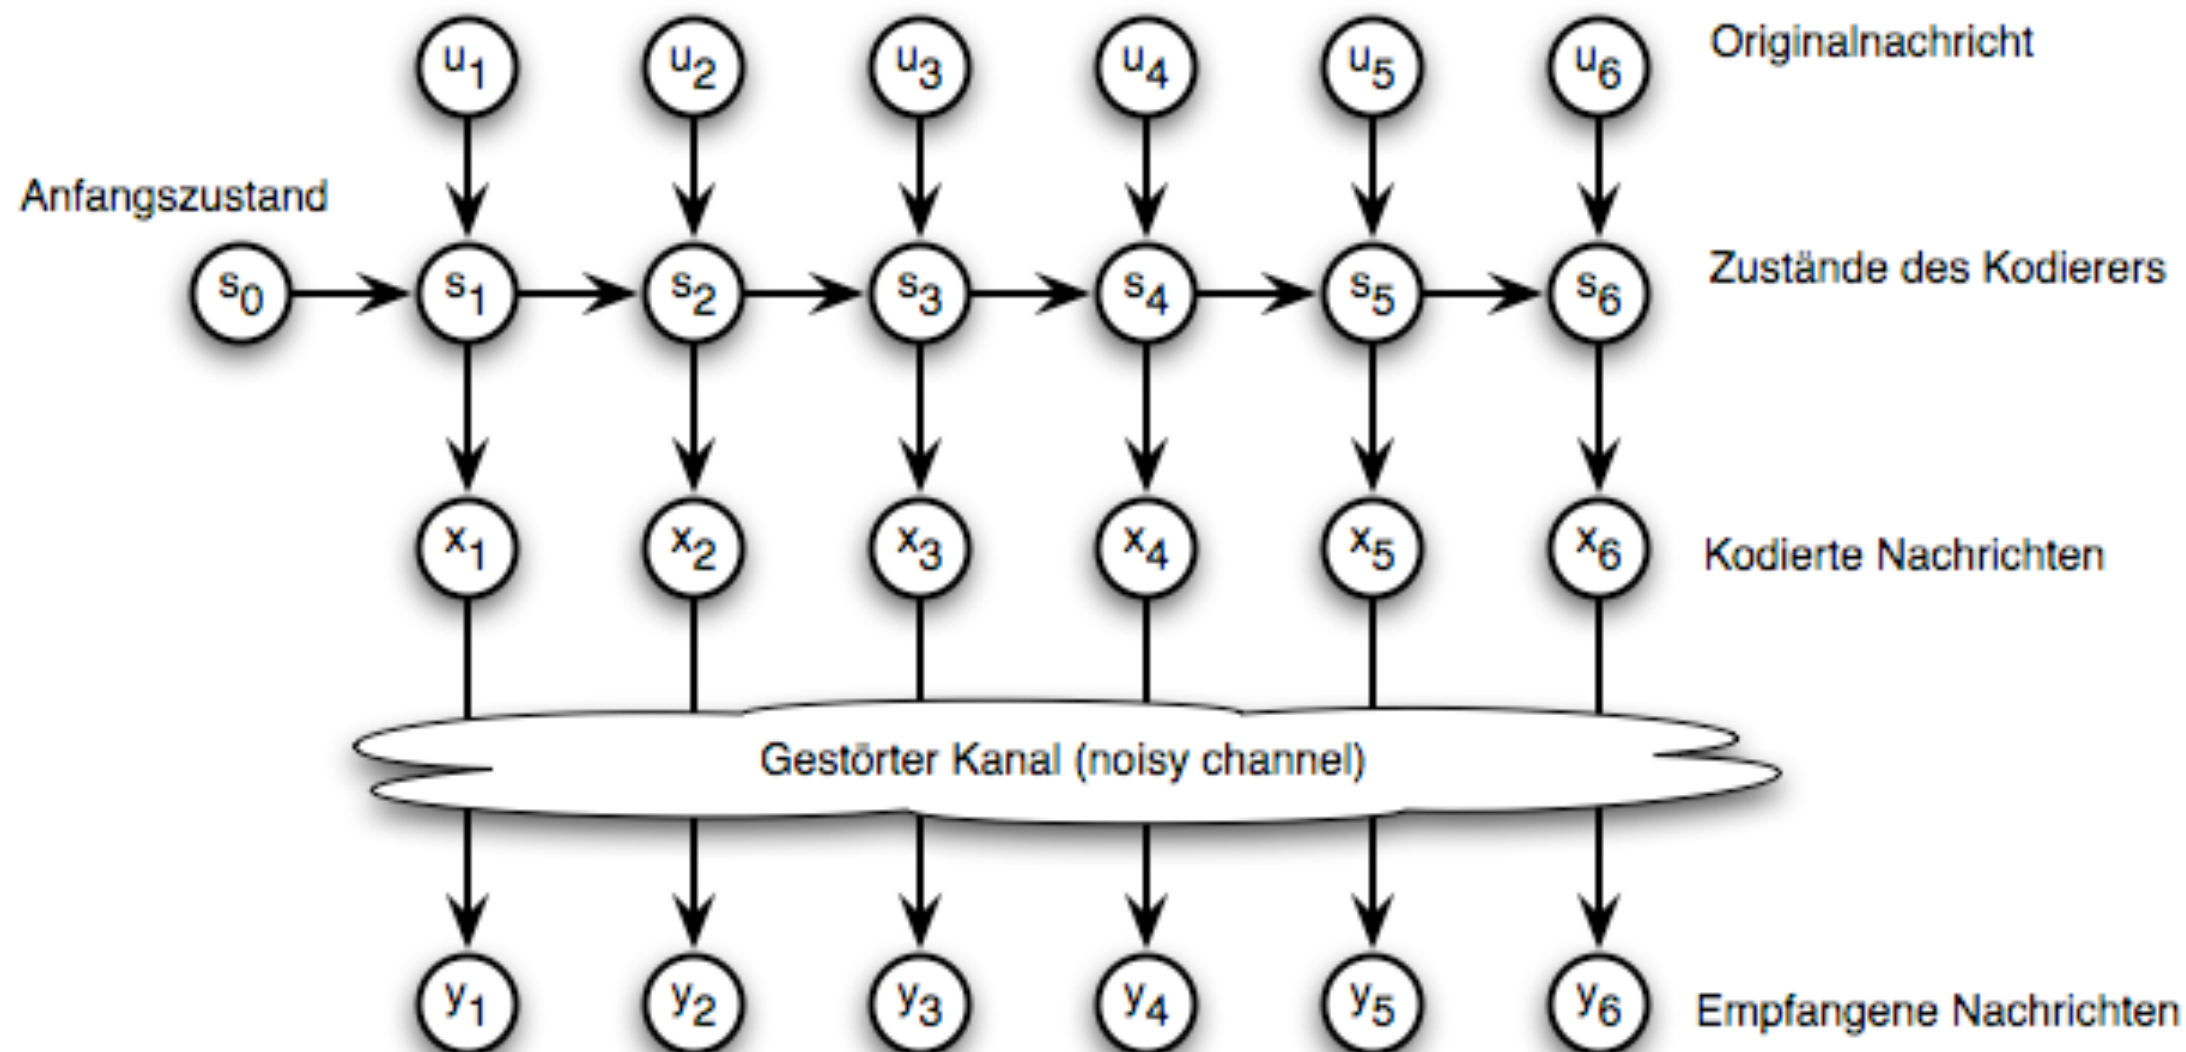 u1 u2 u3 u4 u5 u6 Originalnachricht
Anfangszustand
s0 s1 s2 s3 s4 s5 s6 Zustände des Kodierers
x1 x2 x3 x4 x5 x6 Kodierte Nachrichten
Gestörter Kanal (noisy channel)
y1 y2 y3 y4 y5 y6 Empfangene Nachrichten